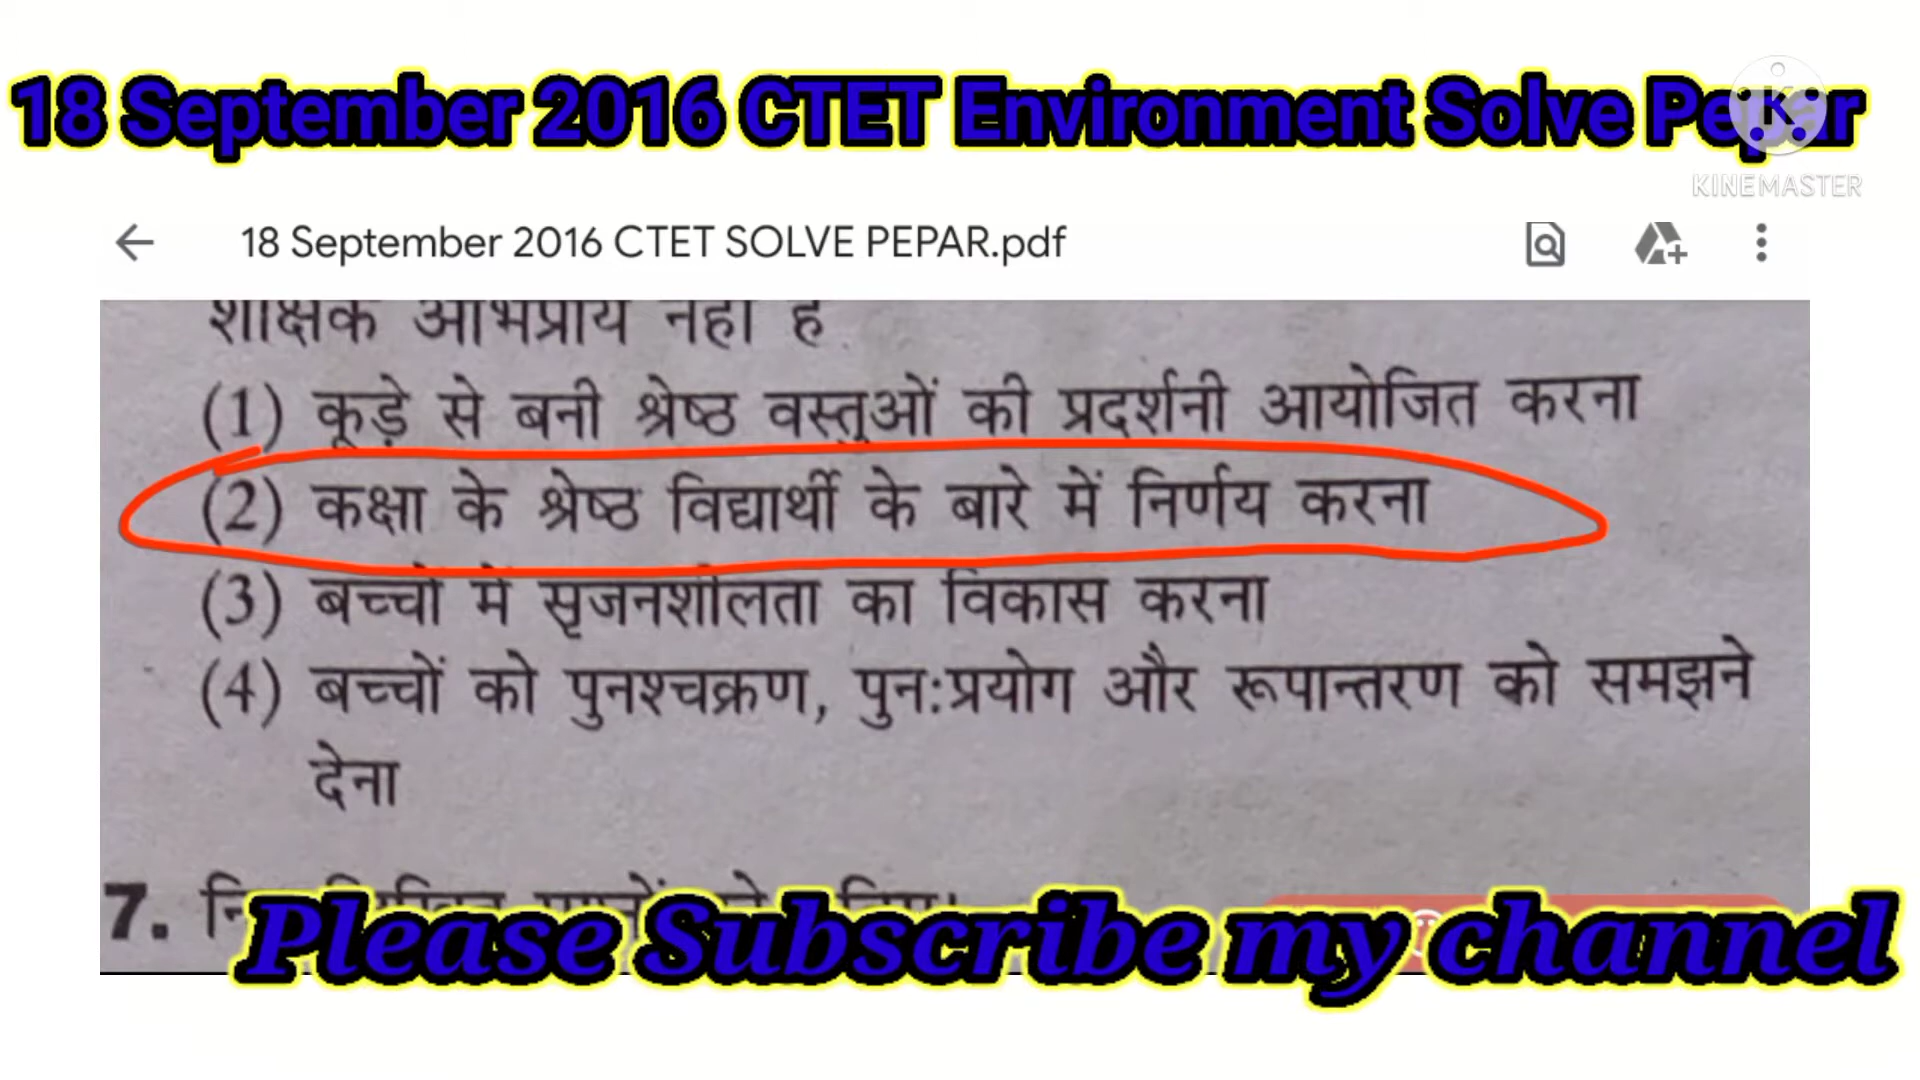 18 September 2016 CTET Environment Solve Pepar
KINEMASTER
18 September 2016 CTET SOLVE PEPAR.pdf
शैक्षिक अभिप्राय नहीं है
(1) कूड़े से बनी श्रेष्ठ वस्तुओं की प्रदर्शनी आयोजित करना
(2) कक्षा के श्रेष्ठ विद्यार्थी के बारे में निर्णय करना
(3) बच्चों में सृजनशीलता का विकास करना
(4) बच्चों को पुनश्चक्रण, पुनःप्रयोग और रूपान्तरण को समझने
देना
7.
Please Subscribe my channel